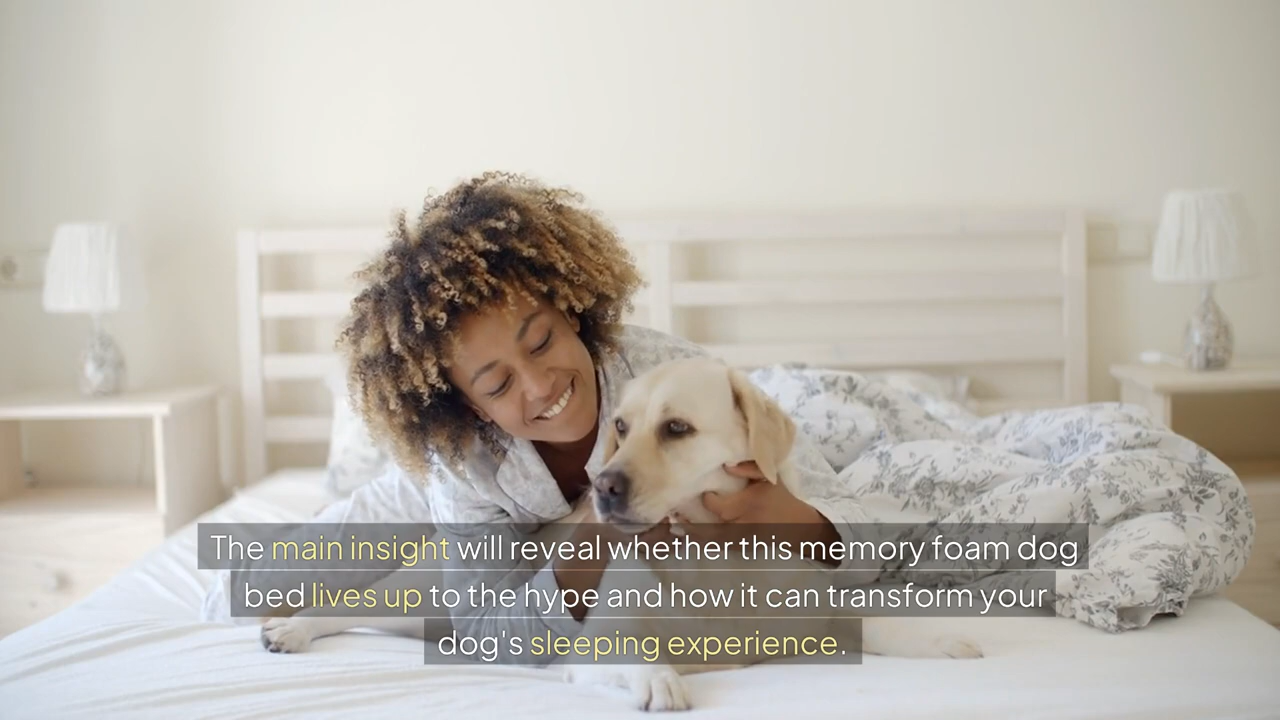 The main insight will reveal whether this memory foam dog
bed lives up to the hype and how it can transform your
dog's sleeping experience.